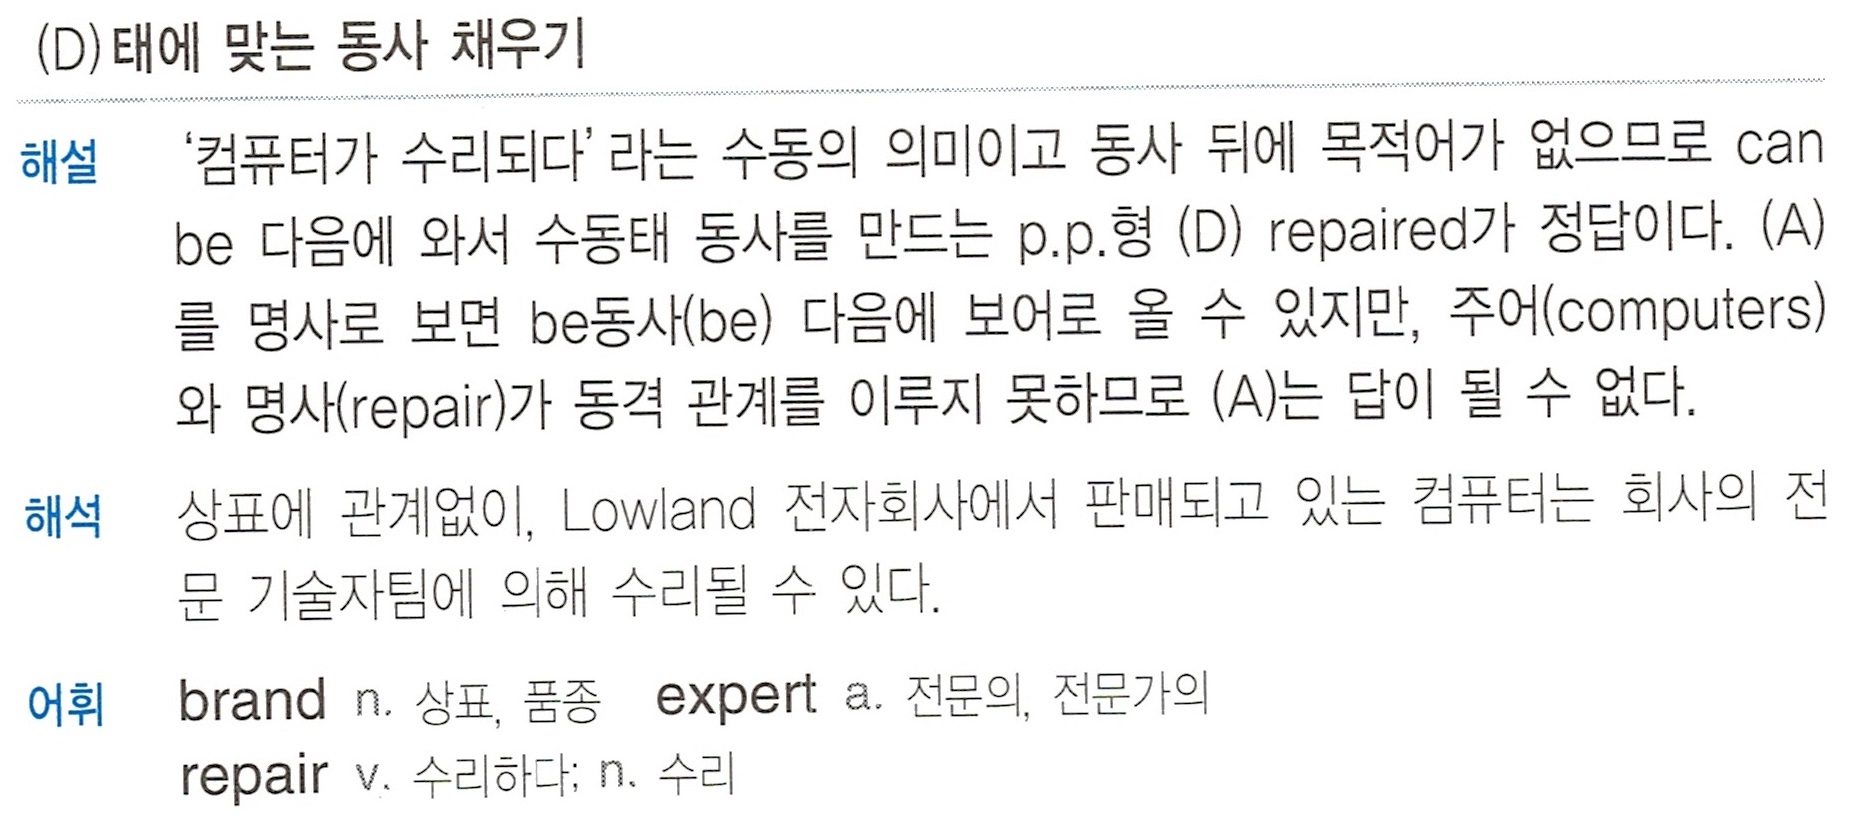 (D) 태에 맞는 동사 채우기
해설 '컴퓨터가 수리되다'라는 수동의 의미이고 동사 뒤에 목적어가 없으므로 can
be 다음에 와서 수동태 동사를 만드는 p.p.형 (D) repaired가 정답이다. (A)
를 명사로 보면 be동사(be) 다음에 보어로 올 수 있지만, 주어(computers)
와 명사(repair)가 동격 관계를 이루지 못하므로 (A)는 답이 될 수 없다.
해석 상표에 관계없이, Lowland 전자회사에서 판매되고 있는 컴퓨터는 회사의 전
문 기술자팀에 의해 수리될 수 있다.
어휘 brand n. 상표, 품종 expert a. 전문의, 전문가의
repair v. 수리하다; n. 수리